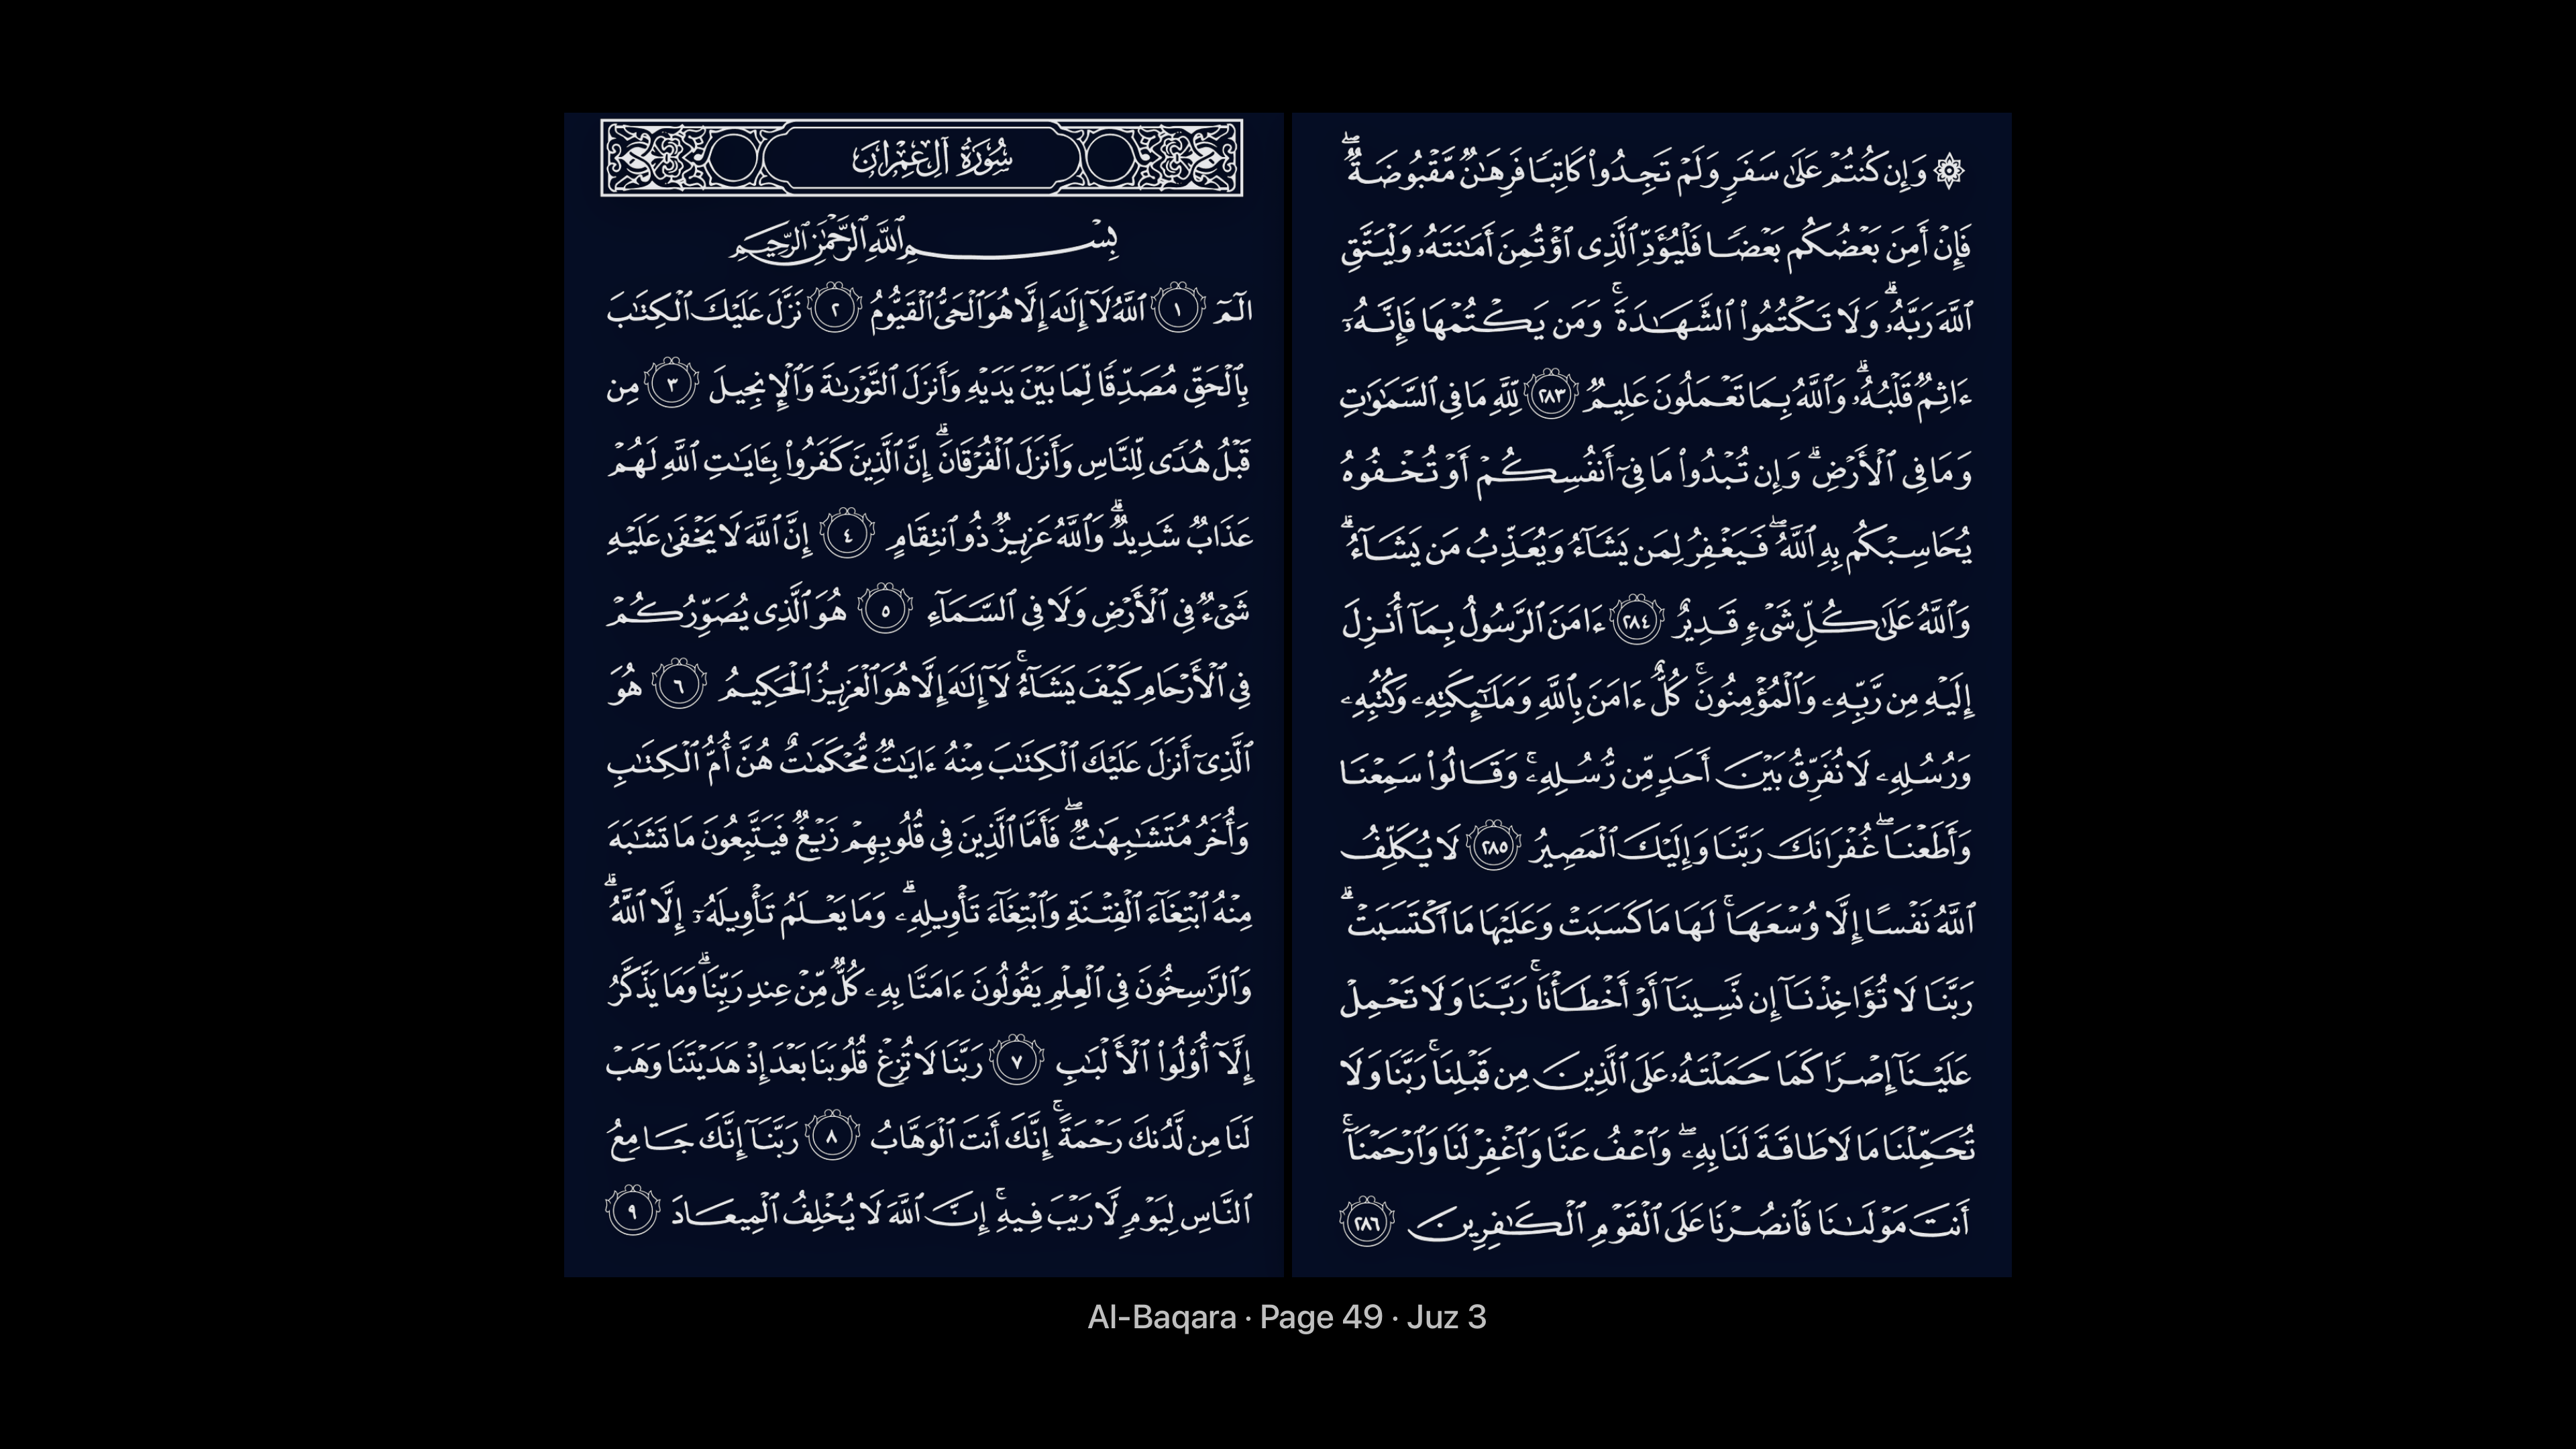 ۞ وَإِن كُنتُمْ عَلَىٰ سَفَرٍ وَلَمْ تَجِدُوا۟ كَاتِبًا فَرِهَـٰنٌ مَّقْبُوضَةٌ ۖ
فَإِنْ أَمِنَ بَعْضُكُم بَعْضًا فَلْيُؤَدِّ ٱلَّذِى ٱؤْتُمِنَ أَمَـٰنَتَهُۥ وَلْيَتَّقِ
ٱللَّهَ رَبَّهُۥ ۗ وَلَا تَكْتُمُوا۟ ٱلشَّهَـٰدَةَ ۚ وَمَن يَكْتُمْهَا فَإِنَّهُۥٓ
ءَاثِمٌ قَلْبُهُۥ ۗ وَٱللَّهُ بِمَا تَعْمَلُونَ عَلِيمٌ ٢٨٣ لِّلَّهِ مَا فِى ٱلسَّمَـٰوَٰتِ
وَمَا فِى ٱلْأَرْضِ ۗ وَإِن تُبْدُوا۟ مَا فِىٓ أَنفُسِكُمْ أَوْ تُخْفُوهُ
يُحَاسِبْكُم بِهِ ٱللَّهُ ۖ فَيَغْفِرُ لِمَن يَشَآءُ وَيُعَذِّبُ مَن يَشَآءُ ۗ
وَٱللَّهُ عَلَىٰ كُلِّ شَىْءٍ قَدِيرٌ ٢٨٤ ءَامَنَ ٱلرَّسُولُ بِمَآ أُنزِلَ
إِلَيْهِ مِن رَّبِّهِۦ وَٱلْمُؤْمِنُونَ ۚ كُلٌّ ءَامَنَ بِٱللَّهِ وَمَلَـٰٓئِكَتِهِۦ وَكُتُبِهِۦ
وَرُسُلِهِۦ لَا نُفَرِّقُ بَيْنَ أَحَدٍ مِّن رُّسُلِهِۦ ۚ وَقَالُوا۟ سَمِعْنَا
وَأَطَعْنَا ۖ غُفْرَانَكَ رَبَّنَا وَإِلَيْكَ ٱلْمَصِيرُ ٢٨٥ لَا يُكَلِّفُ
ٱللَّهُ نَفْسًا إِلَّا وُسْعَهَا ۚ لَهَا مَا كَسَبَتْ وَعَلَيْهَا مَا ٱكْتَسَبَتْ ۗ
رَبَّنَا لَا تُؤَاخِذْنَآ إِن نَّسِينَآ أَوْ أَخْطَأْنَا ۚ رَبَّنَا وَلَا تَحْمِلْ
عَلَيْنَآ إِصْرًا كَمَا حَمَلْتَهُۥ عَلَى ٱلَّذِينَ مِن قَبْلِنَا ۚ رَبَّنَا وَلَا
تُحَمِّلْنَا مَا لَا طَاقَةَ لَنَا بِهِۦ ۖ وَٱعْفُ عَنَّا وَٱغْفِرْ لَنَا وَٱرْحَمْنَآ ۚ
أَنتَ مَوْلَىٰنَا فَٱنصُرْنَا عَلَى ٱلْقَوْمِ ٱلْكَـٰفِرِينَ ٢٨٦
سُورَةُ آلِ عِمْرَانَ
بِسْمِ ٱللَّهِ ٱلرَّحْمَـٰنِ ٱلرَّحِيمِ
الٓمٓ ١ ٱللَّهُ لَآ إِلَـٰهَ إِلَّا هُوَ ٱلْحَىُّ ٱلْقَيُّومُ ٢ نَزَّلَ عَلَيْكَ ٱلْكِتَـٰبَ
بِٱلْحَقِّ مُصَدِّقًا لِّمَا بَيْنَ يَدَيْهِ وَأَنزَلَ ٱلتَّوْرَىٰةَ وَٱلْإِنجِيلَ ٣ مِن
قَبْلُ هُدًى لِّلنَّاسِ وَأَنزَلَ ٱلْفُرْقَانَ ۗ إِنَّ ٱلَّذِينَ كَفَرُوا۟ بِـَٔايَـٰتِ ٱللَّهِ لَهُمْ
عَذَابٌ شَدِيدٌ ۗ وَٱللَّهُ عَزِيزٌ ذُو ٱنتِقَامٍ ٤ إِنَّ ٱللَّهَ لَا يَخْفَىٰ عَلَيْهِ
شَىْءٌ فِى ٱلْأَرْضِ وَلَا فِى ٱلسَّمَآءِ ٥ هُوَ ٱلَّذِى يُصَوِّرُكُمْ
فِى ٱلْأَرْحَامِ كَيْفَ يَشَآءُ ۚ لَآ إِلَـٰهَ إِلَّا هُوَ ٱلْعَزِيزُ ٱلْحَكِيمُ ٦ هُوَ
ٱلَّذِىٓ أَنزَلَ عَلَيْكَ ٱلْكِتَـٰبَ مِنْهُ ءَايَـٰتٌ مُّحْكَمَـٰتٌ هُنَّ أُمُّ ٱلْكِتَـٰبِ
وَأُخَرُ مُتَشَـٰبِهَـٰتٌ ۖ فَأَمَّا ٱلَّذِينَ فِى قُلُوبِهِمْ زَيْغٌ فَيَتَّبِعُونَ مَا تَشَـٰبَهَ
مِنْهُ ٱبْتِغَآءَ ٱلْفِتْنَةِ وَٱبْتِغَآءَ تَأْوِيلِهِۦ ۗ وَمَا يَعْلَمُ تَأْوِيلَهُۥٓ إِلَّا ٱللَّهُ ۗ
وَٱلرَّٰسِخُونَ فِى ٱلْعِلْمِ يَقُولُونَ ءَامَنَّا بِهِۦ كُلٌّ مِّنْ عِندِ رَبِّنَا ۗ وَمَا يَذَّكَّرُ
إِلَّآ أُو۟لُوا۟ ٱلْأَلْبَـٰبِ ٧ رَبَّنَا لَا تُزِغْ قُلُوبَنَا بَعْدَ إِذْ هَدَيْتَنَا وَهَبْ
لَنَا مِن لَّدُنكَ رَحْمَةً ۚ إِنَّكَ أَنتَ ٱلْوَهَّابُ ٨ رَبَّنَآ إِنَّكَ جَامِعُ
ٱلنَّاسِ لِيَوْمٍ لَّا رَيْبَ فِيهِ ۚ إِنَّ ٱللَّهَ لَا يُخْلِفُ ٱلْمِيعَادَ ٩
Al-Baqara · Page 49 · Juz 3